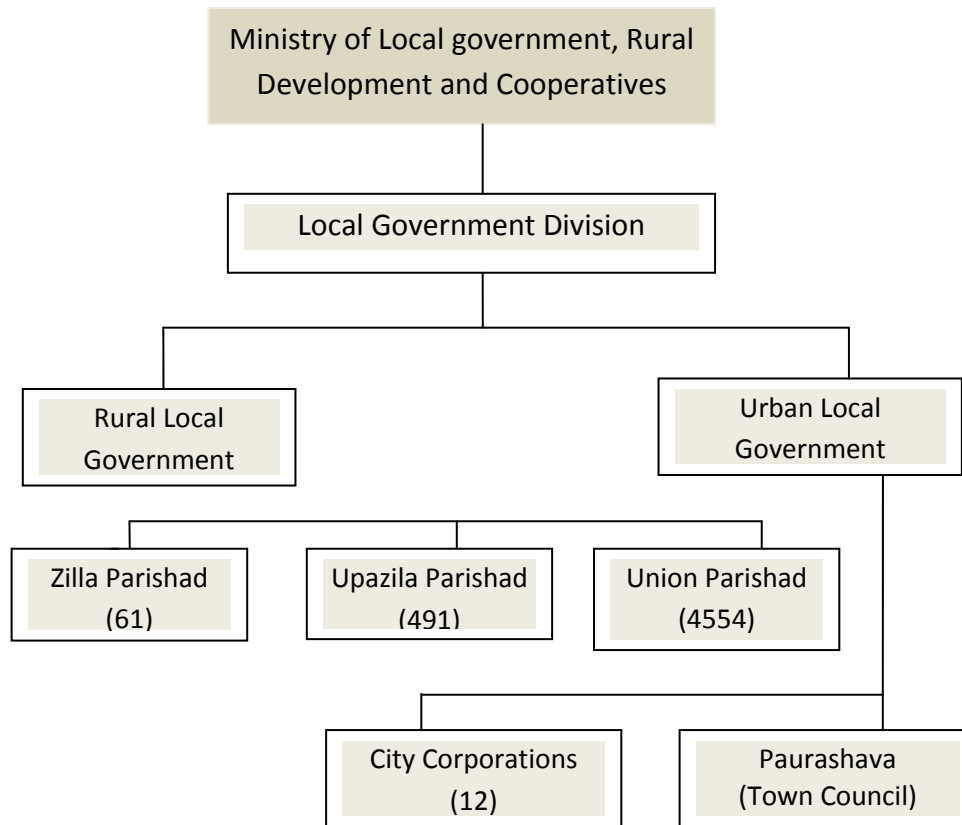 Ministry of Local government, Rural
Development and Cooperatives
Local Government Division
Rural Local
Government
Urban Local
Government
Zilla Parishad
(61)
Upazila Parishad
(491)
Union Parishad
(4554)
City Corporations
(12)
Paurashava
(Town Council)